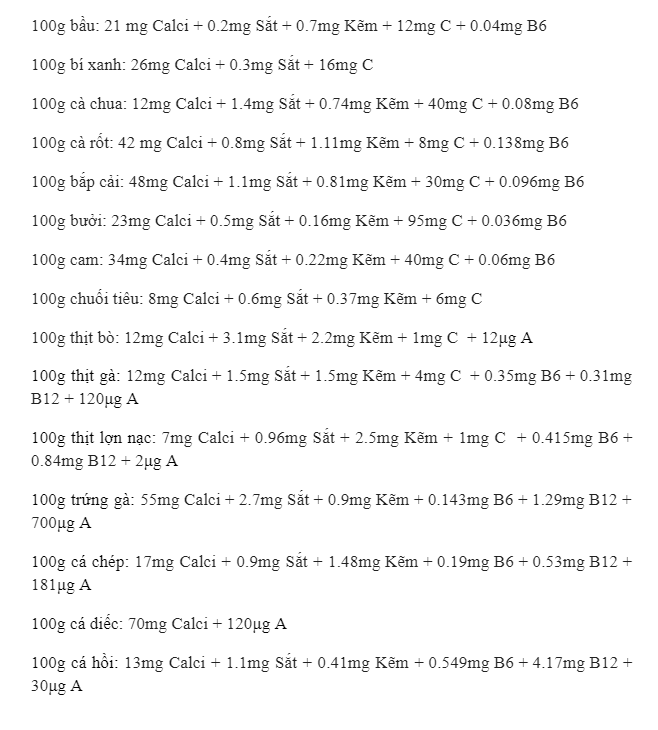 100g bầu: 21 mg Calci + 0.2mg Sắt + 0.7mg Kẽm + 12mg C + 0.04mg B6
100g bí xanh: 26mg Calci + 0.3mg Sắt + 16mg C
100g cà chua: 12mg Calci + 1.4mg Sắt + 0.74mg Kẽm + 40mg C + 0.08mg B6
100g cà rốt: 42 mg Calci + 0.8mg Sắt + 1.11mg Kẽm + 8mg C + 0.138mg B6
100g bắp cải: 48mg Calci + 1.1mg Sắt + 0.81mg Kẽm + 30mg C + 0.096mg B6
100g bưởi: 23mg Calci + 0.5mg Sắt + 0.16mg Kẽm + 95mg C + 0.036mg B6
100g cam: 34mg Calci + 0.4mg Sắt + 0.22mg Kẽm + 40mg C + 0.06mg B6
100g chuối tiêu: 8mg Calci + 0.6mg Sắt + 0.37mg Kẽm + 6mg C
100g thịt bò: 12mg Calci + 3.1mg Sắt + 2.2mg Kẽm + 1mg C  + 12µg A
100g thịt gà: 12mg Calci + 1.5mg Sắt + 1.5mg Kẽm + 4mg C  + 0.35mg B6 + 0.31mg
B12 + 120µg A
100g thịt lợn nạc: 7mg Calci + 0.96mg Sắt + 2.5mg Kẽm + 1mg C  + 0.415mg B6 +
0.84mg B12 + 2µg A
100g trứng gà: 55mg Calci + 2.7mg Sắt + 0.9mg Kẽm + 0.143mg B6 + 1.29mg B12 +
700µg A
100g cá chép: 17mg Calci + 0.9mg Sắt + 1.48mg Kẽm + 0.19mg B6 + 0.53mg B12 +
181µg A
100g cá diếc: 70mg Calci + 120µg A
100g cá hồi: 13mg Calci + 1.1mg Sắt + 0.41mg Kẽm + 0.549mg B6 + 4.17mg B12 +
30µg A